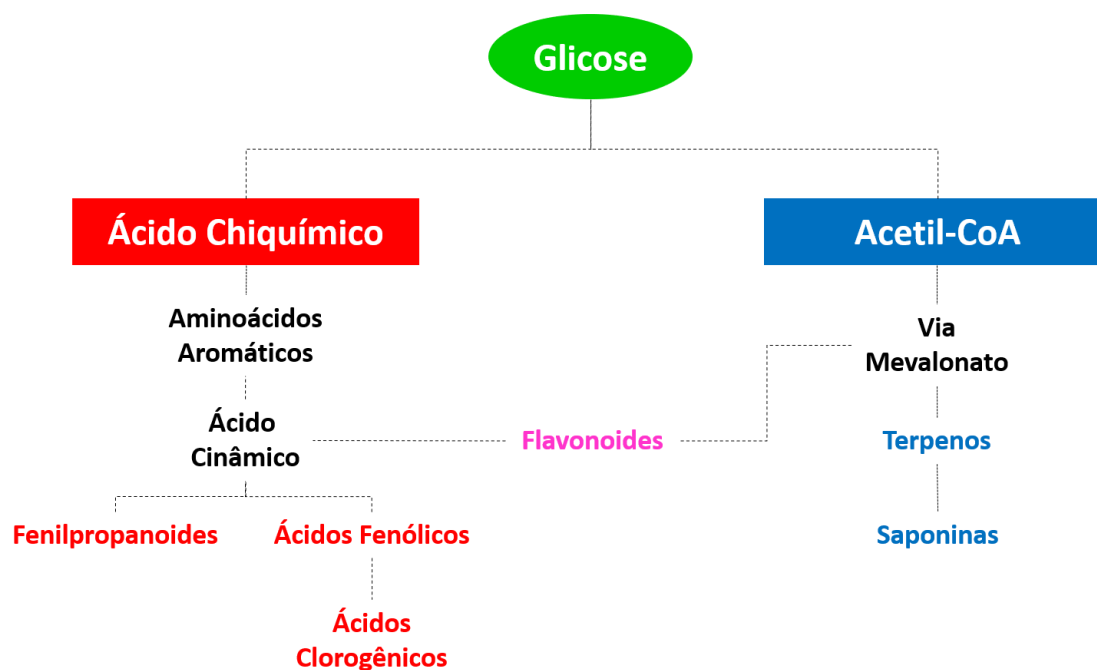 Glicose
Ácido Chiquímico
Acetil-CoA
Aminoácidos
Aromáticos
Via
Mevalonato
Ácido
Cinâmico
Flavonoides
Terpenos
Fenilpropanoides
Ácidos Fenólicos
Saponinas
Ácidos
Clorogênicos